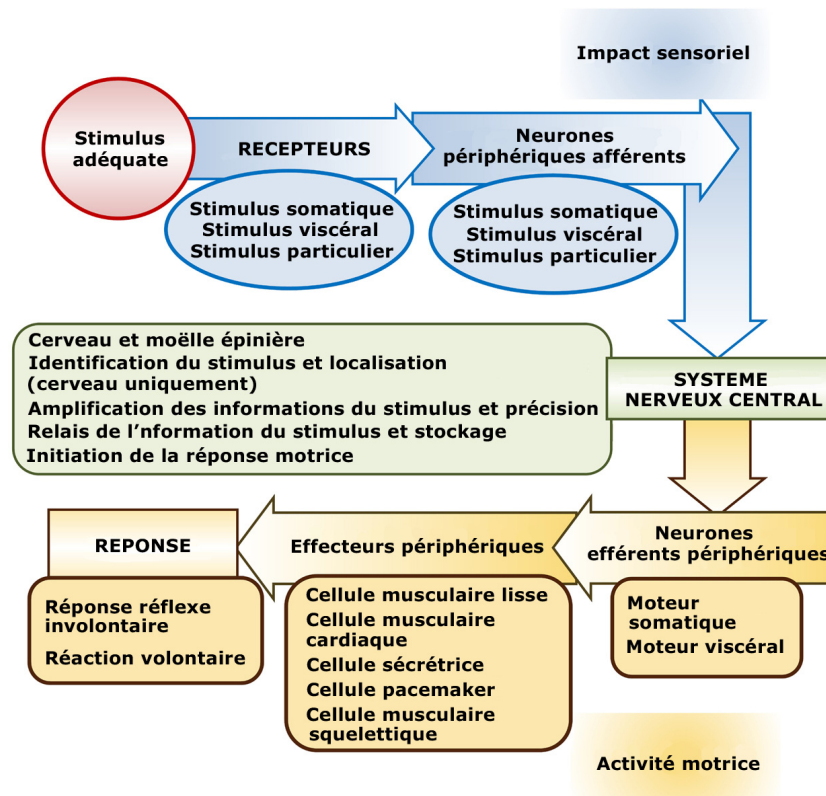 Impact sensoriel
Stimulus
adéquate
RECEPTEURS
Neurones
périphériques afférents
Stimulus somatique
Stimulus viscéral
Stimulus particulier
Stimulus somatique
Stimulus viscéral
Stimulus particulier
Cerveau et moëlle épinière
Identification du stimulus et localisation
(cerveau uniquement)
Amplification des informations du stimulus et précision
Relais de l’nformation du stimulus et stockage
Initiation de la réponse motrice
SYSTEME
NERVEUX CENTRAL
Neurones
efférents périphériques
Effecteurs périphériques
REPONSE
Moteur
somatique
Moteur viscéral
Cellule musculaire lisse
Cellule musculaire
cardiaque
Cellule sécrétrice
Cellule pacemaker
Cellule musculaire
squelettique
Réponse réflexe
involontaire
Réaction volontaire
Activité motrice